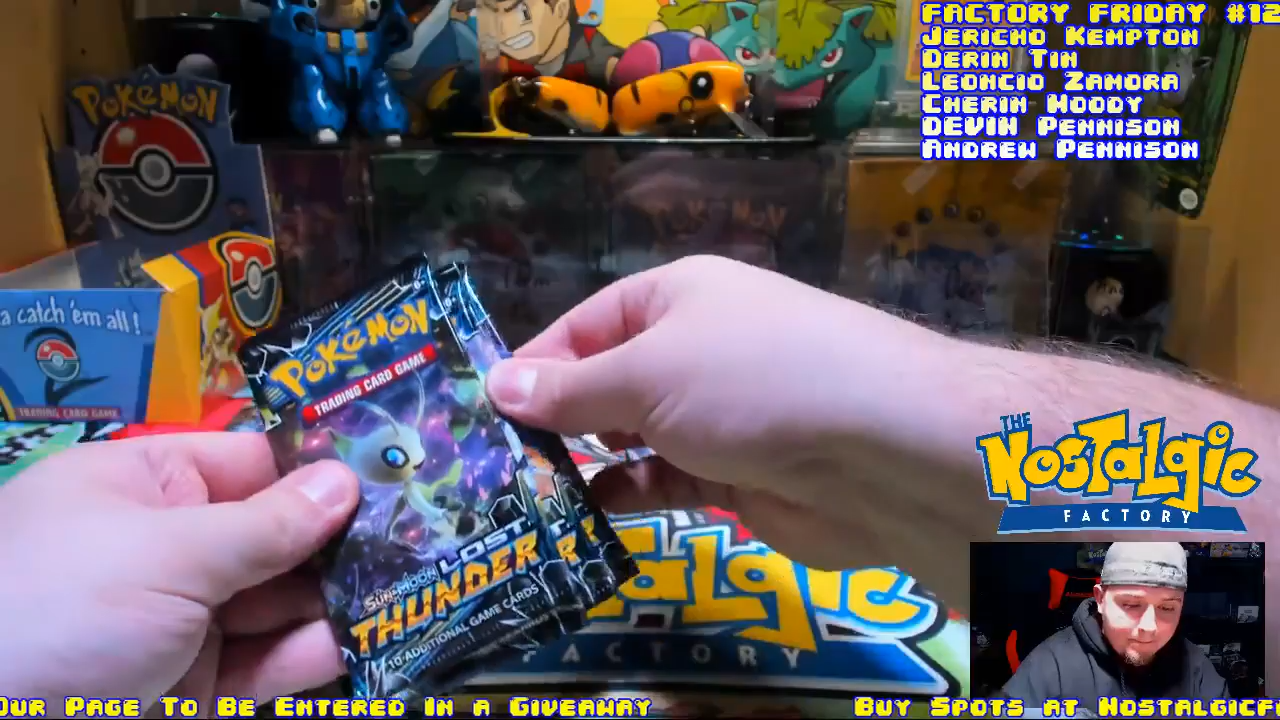 FACTORY FRIDAY #12
JERICHO KEMPTON
DERIN TIN
LEONCIO ZAMORA
CHERIN MOODY
DEVIN PENNISON
ANDREW PENNISON
POKéMON
a catch 'em all!
TRADING CARD GAME
POKéMON
TRADING CARD GAME
SUN & MOON
LOST
THUNDER
10 ADDITIONAL GAME CARDS
POKéMON
THE
NOSTALGIC
FACTORY
stalgic
FACTORY
OUR PAGE TO BE ENTERED IN A GIVEAWAY
BUY SPOTS AT NOSTALGICF